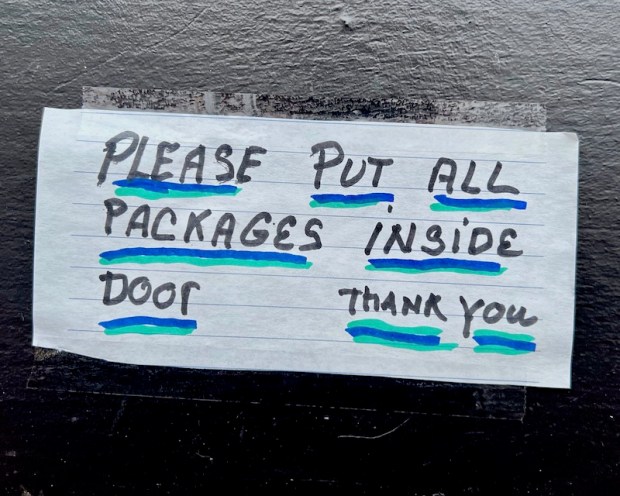 PLEASE PUT ALL
PACKAGES INSiDE
DOOr THANK YOU